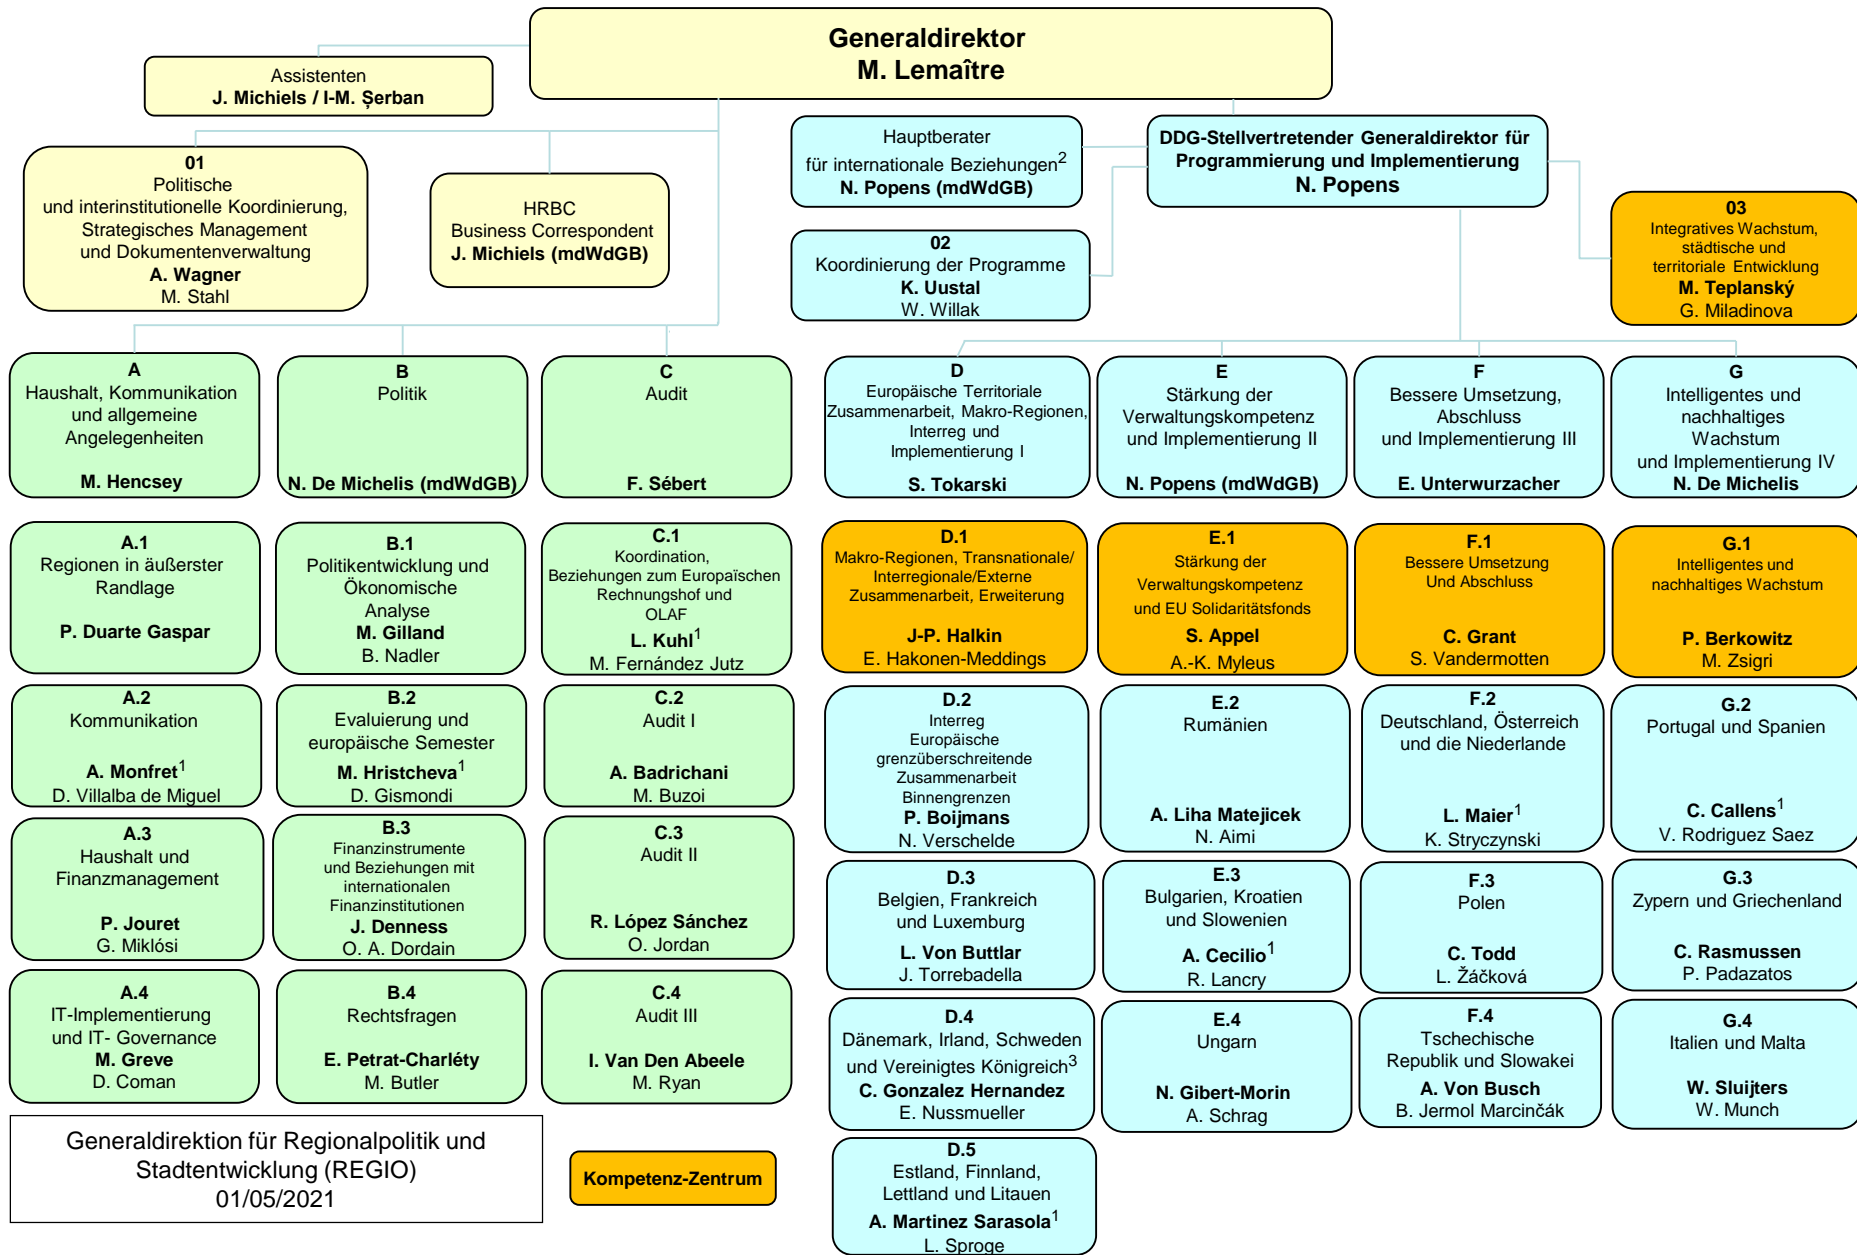 Generaldirektor
M. Lemaître
Assistenten
J. Michiels / I-M. Șerban
01
Politische
und interinstitutionelle Koordinierung,
Strategisches Management
und Dokumentenverwaltung
A. Wagner
M. Stahl
HRBC
Business Correspondent
J. Michiels (mdWdGB)
Hauptberater
für internationale Beziehungen2
N. Popens (mdWdGB)
DDG-Stellvertretender Generaldirektor für
Programmierung und Implementierung
N. Popens
02
Koordinierung der Programme
K. Uustal
W. Willak
03
Integratives Wachstum,
städtische und
territoriale Entwicklung
M. Teplanský
G. Miladinova
A
Haushalt, Kommunikation
und allgemeine
Angelegenheiten
M. Hencsey
B
Politik
N. De Michelis (mdWdGB)
C
Audit
F. Sébert
D
Europäische Territoriale
Zusammenarbeit, Makro-Regionen,
Interreg und
Implementierung I
S. Tokarski
E
Stärkung der
Verwaltungskompetenz
und Implementierung II
N. Popens (mdWdGB)
F
Bessere Umsetzung,
Abschluss
und Implementierung III
E. Unterwurzacher
G
Intelligentes und
nachhaltiges
Wachstum
und Implementierung IV
N. De Michelis
A.1
Regionen in äußerster
Randlage
P. Duarte Gaspar
B.1
Politikentwicklung und
Ökonomische
Analyse
M. Gilland
B. Nadler
C.1
Koordination,
Beziehungen zum Europaïschen
Rechnungshof und
OLAF
L. Kuhl1
M. Fernández Jutz
D.1
Makro-Regionen, Transnationale/
Interregionale/Externe
Zusammenarbeit, Erweiterung
J-P. Halkin
E. Hakonen-Meddings
E.1
Stärkung der
Verwaltungskompetenz
und EU Solidaritätsfonds
S. Appel
A.-K. Myleus
F.1
Bessere Umsetzung
Und Abschluss
C. Grant
S. Vandermotten
G.1
Intelligentes und
nachhaltiges Wachstum
P. Berkowitz
M. Zsigri
A.2
Kommunikation
A. Monfret1
D. Villalba de Miguel
B.2
Evaluierung und
europäische Semester
M. Hristcheva1
D. Gismondi
C.2
Audit I
A. Badrichani
M. Buzoi
D.2
Interreg
Europäische
grenzüberschreitende
Zusammenarbeit
Binnengrenzen
P. Boijmans
N. Verschelde
E.2
Rumänien
A. Liha Matejicek
N. Aimi
F.2
Deutschland, Österreich
und die Niederlande
L. Maier1
K. Stryczynski
G.2
Portugal und Spanien
C. Callens1
V. Rodriguez Saez
A.3
Haushalt und
Finanzmanagement
P. Jouret
G. Miklósi
B.3
Finanzinstrumente
und Beziehungen mit
internationalen
Finanzinstitutionen
J. Denness
O. A. Dordain
C.3
Audit II
R. López Sánchez
O. Jordan
D.3
Belgien, Frankreich
und Luxemburg
L. Von Buttlar
J. Torrebadella
E.3
Bulgarien, Kroatien
und Slowenien
A. Cecilio1
R. Lancry
F.3
Polen
C. Todd
L. Žáčková
G.3
Zypern und Griechenland
C. Rasmussen
P. Padazatos
A.4
IT-Implementierung
und IT- Governance
M. Greve
D. Coman
B.4
Rechtsfragen
E. Petrat-Charléty
M. Butler
C.4
Audit III
I. Van Den Abeele
M. Ryan
D.4
Dänemark, Irland, Schweden
und Vereinigtes Königreich3
C. Gonzalez Hernandez
E. Nussmueller
E.4
Ungarn
N. Gibert-Morin
A. Schrag
F.4
Tschechische
Republik und Slowakei
A. Von Busch
B. Jermol Marcinčák
G.4
Italien und Malta
W. Sluijters
W. Munch
D.5
Estland, Finnland,
Lettland und Litauen
A. Martinez Sarasola1
L. Sproge
Generaldirektion für Regionalpolitik und
Stadtentwicklung (REGIO)
01/05/2021
Kompetenz-Zentrum